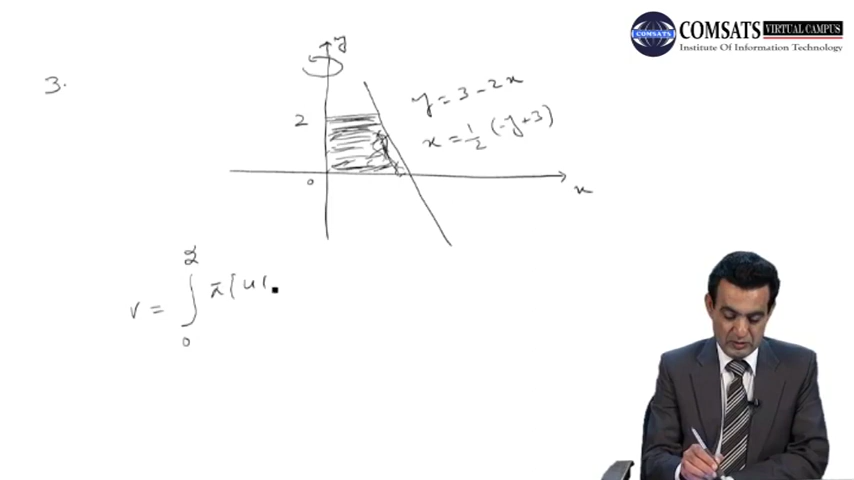 COMSATS VIRTUAL CAMPUS
COMSATS
Institute Of Information Technology
3.
y
y = 3 - 2x
2
x = 1/2 (-y+3)
0
x
2
V = ∫ π[u(
0